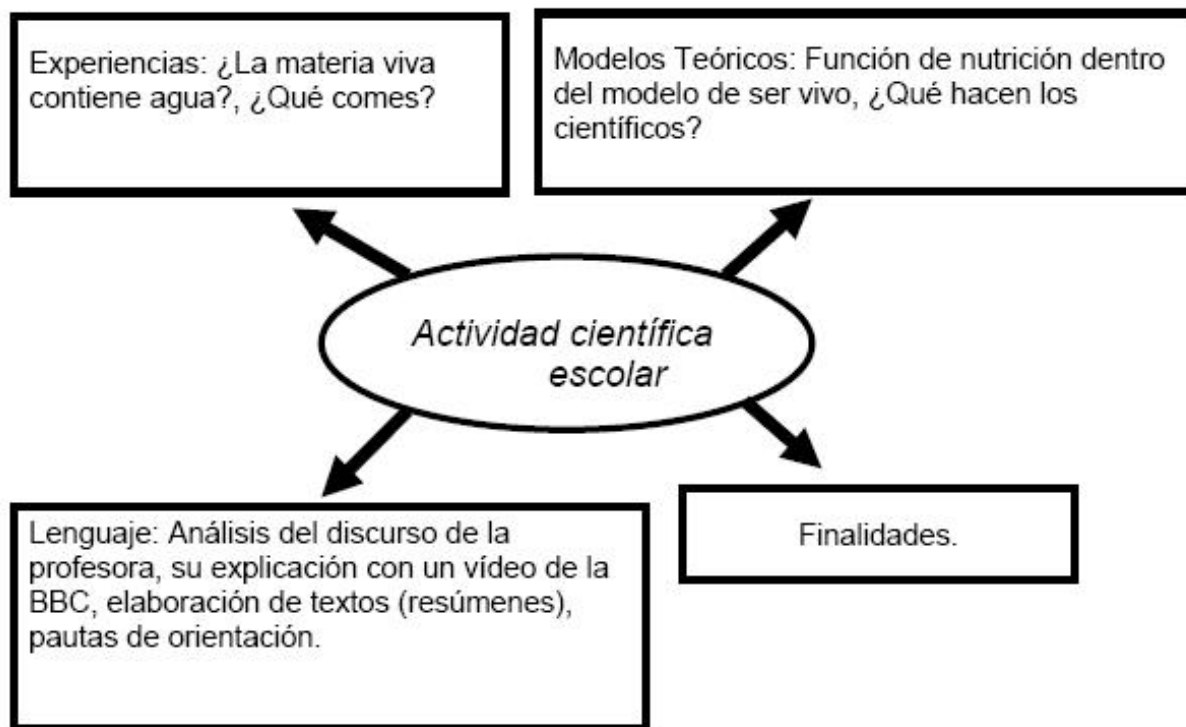 Experiencias: ¿La materia viva
contiene agua?, ¿Qué comes?
Modelos Teóricos: Función de nutrición dentro
del modelo de ser vivo, ¿Qué hacen los
científicos?
Actividad científica
escolar
Lenguaje: Análisis del discurso de la
profesora, su explicación con un vídeo de la
BBC, elaboración de textos (resúmenes),
pautas de orientación.
Finalidades.